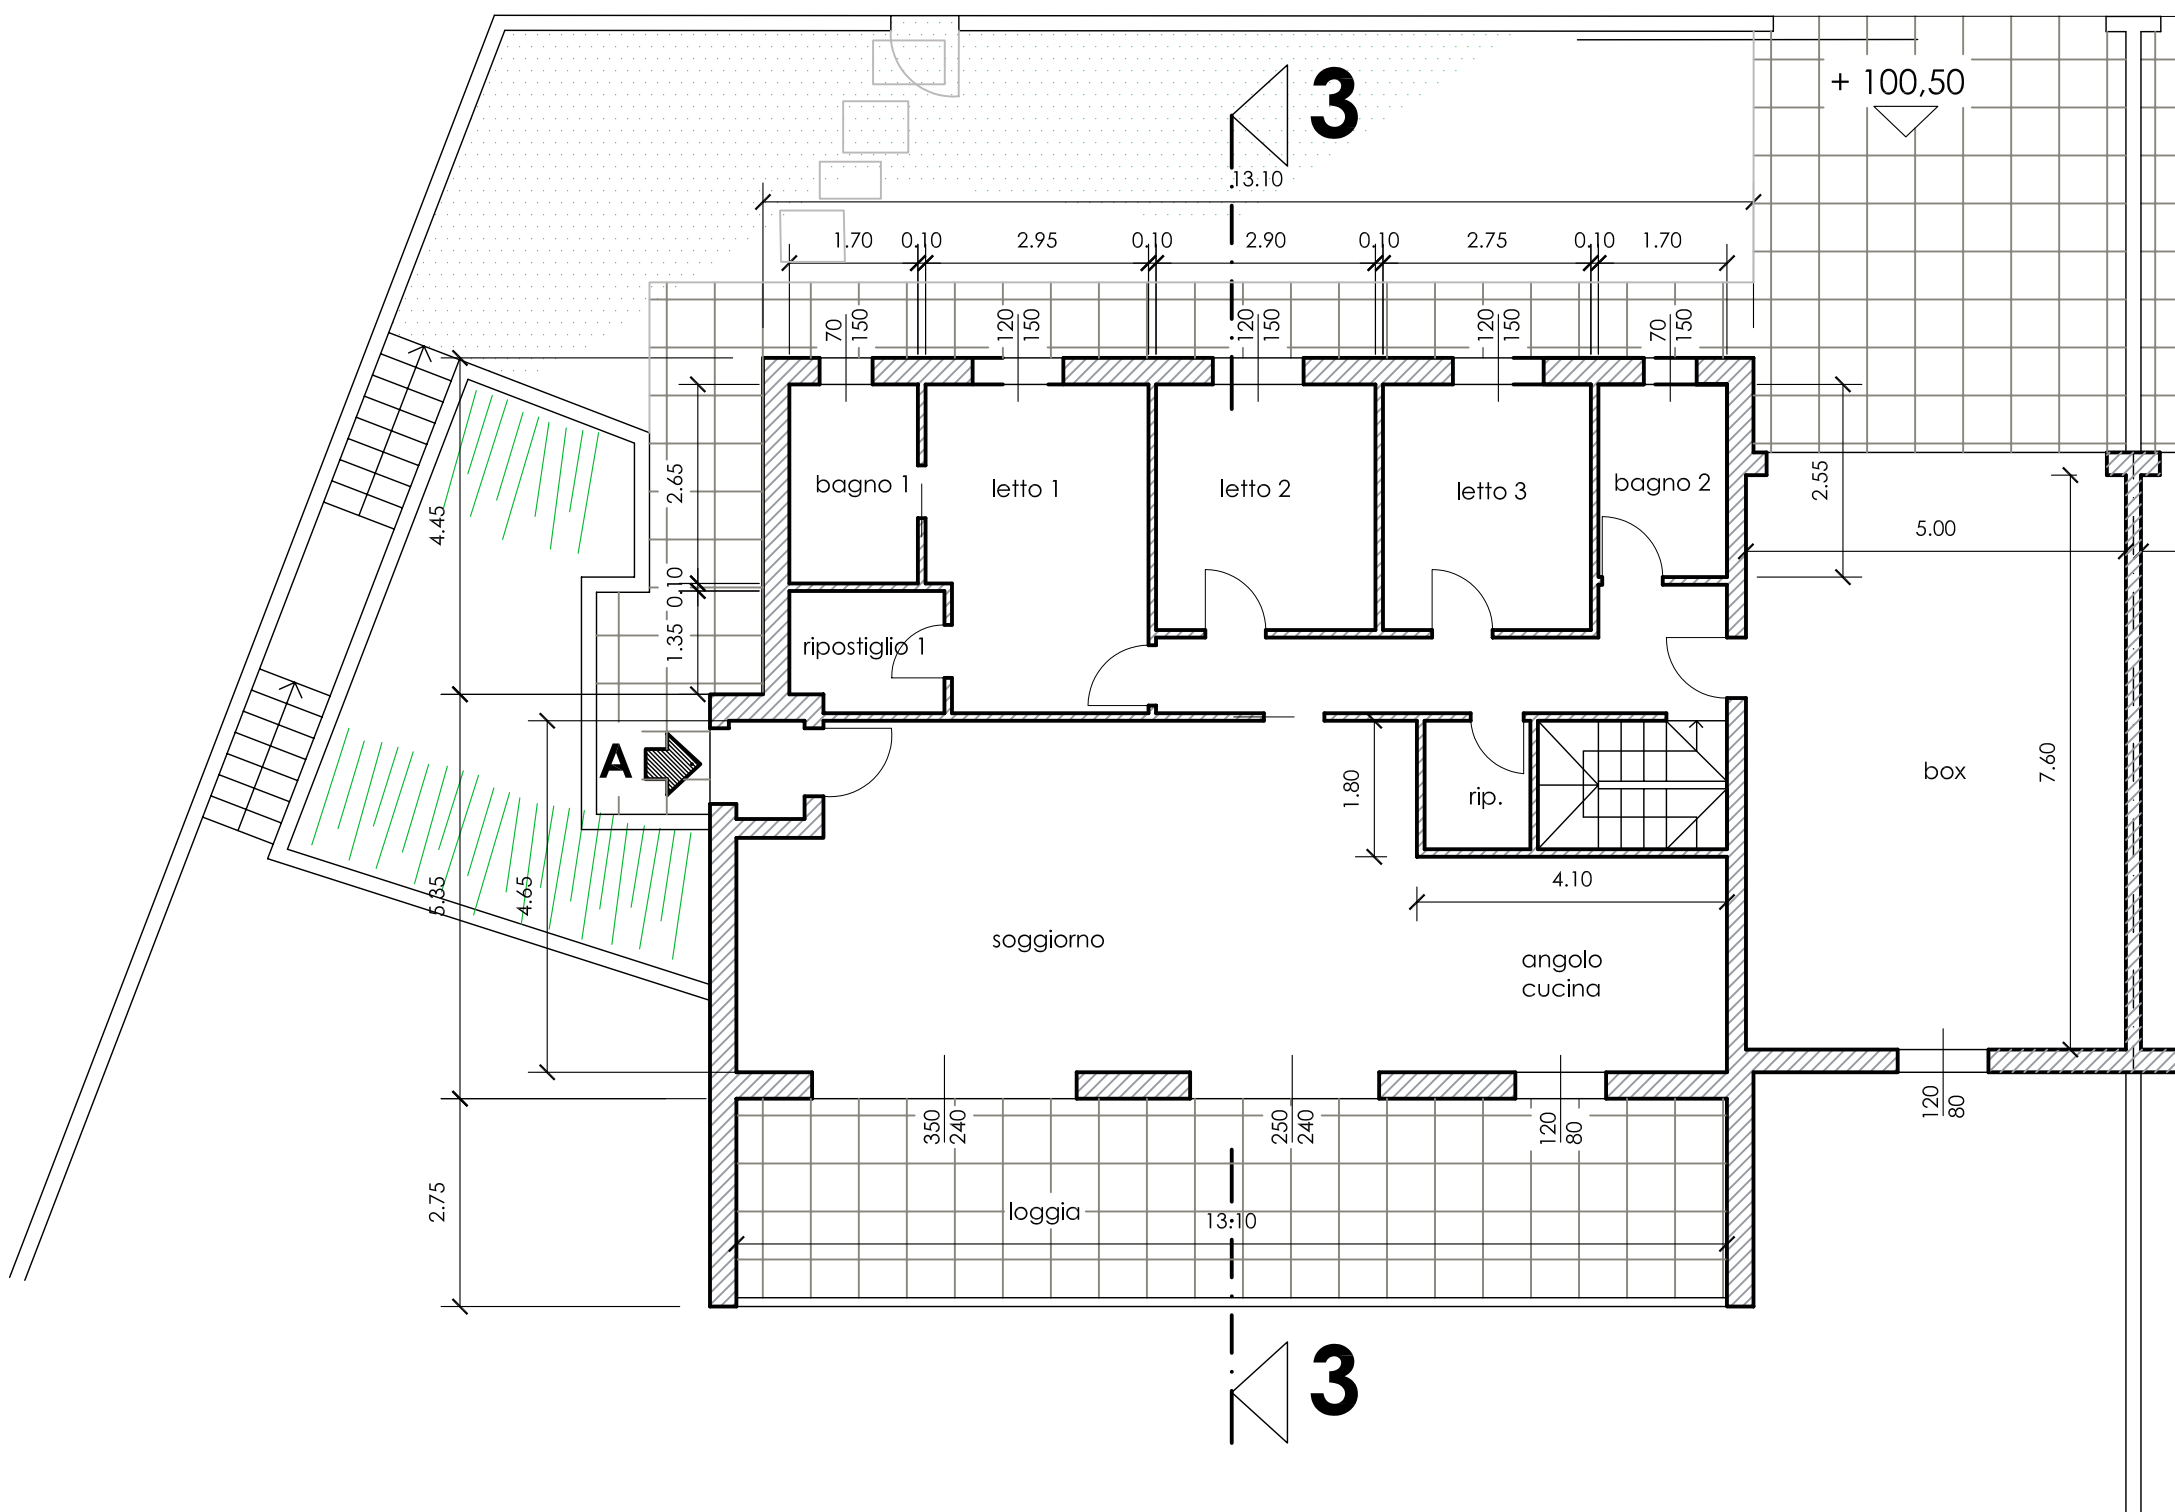 3
+ 100,50
13.10
1.70 0.10 2.95 0.10 2.90 0.10 2.75 0.10 1.70
70
150
120
150
120
150
120
150
70
150
bagno 1
letto 1
letto 2
letto 3
bagno 2
2.65
4.45
2.55
5.00
0.10
1.35
ripostiglio 1
A
1.80
rip.
box
7.60
4.10
5.35
4.65
soggiorno
angolo
cucina
350
240
250
240
120
80
120
80
2.75
loggia
13.10
3